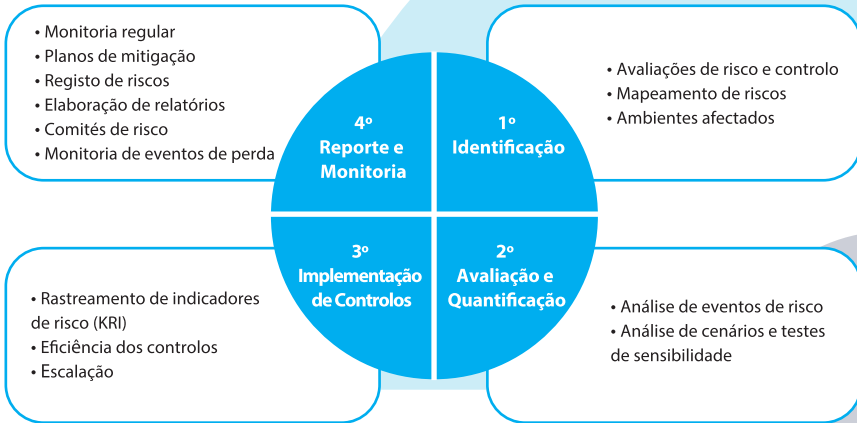 • Monitoria regular
• Planos de mitigação
• Registo de riscos
• Elaboração de relatórios
• Comités de risco
• Monitoria de eventos de perda
4º
Reporte e
Monitoria
1º
Identificação
• Avaliações de risco e controlo
• Mapeamento de riscos
• Ambientes afectados
• Rastreamento de indicadores
de risco (KRI)
• Eficiência dos controlos
• Escalação
3º
Implementação
de Controlos
2º
Avaliação e
Quantificação
• Análise de eventos de risco
• Análise de cenários e testes
de sensibilidade